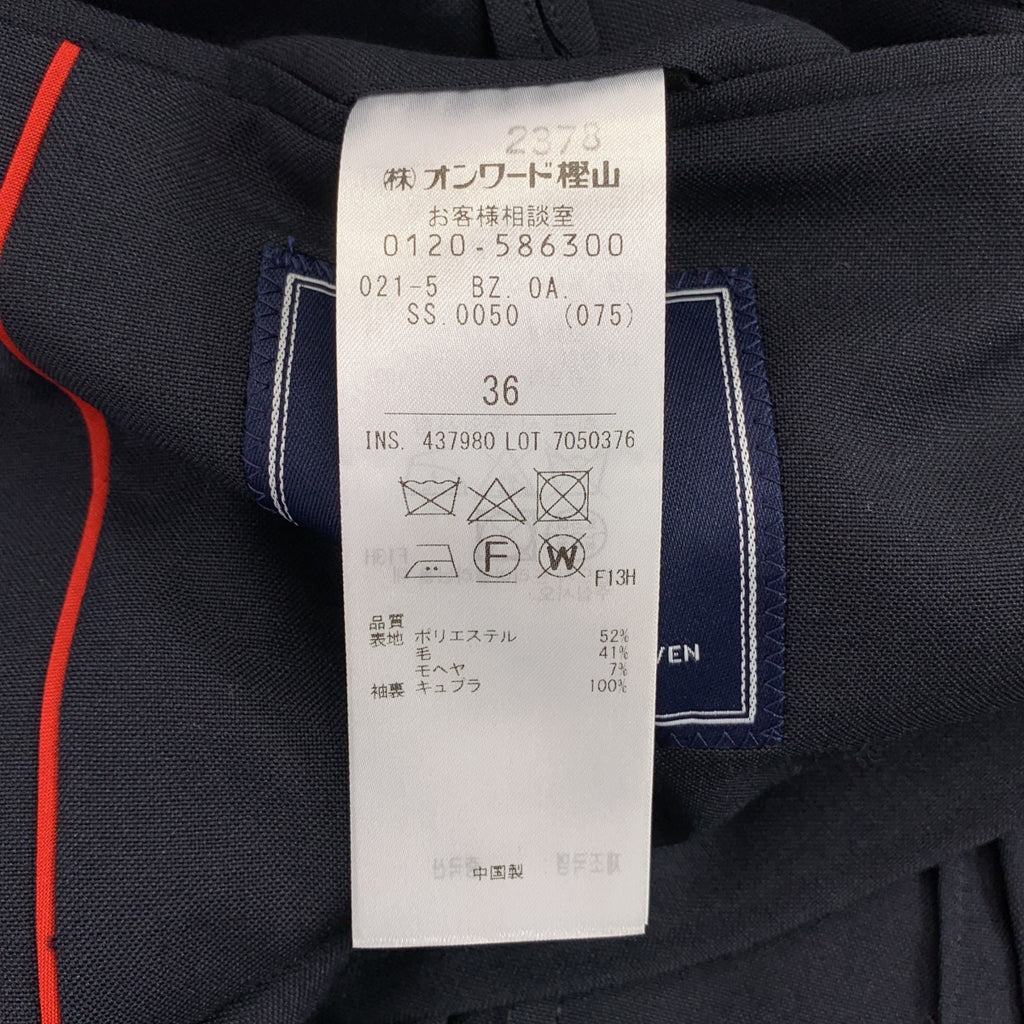 2378
(株)オンワード樫山
お客様相談室
0120-586300
021-5 BZ. OA.
SS.0050 (075)
36
INS. 437980 LOT 7050376
F W F13H
品質
表地 ポリエステル 52%
毛 41%
モヘヤ 7%
袖裏 キュプラ 100%
VEN
中国製